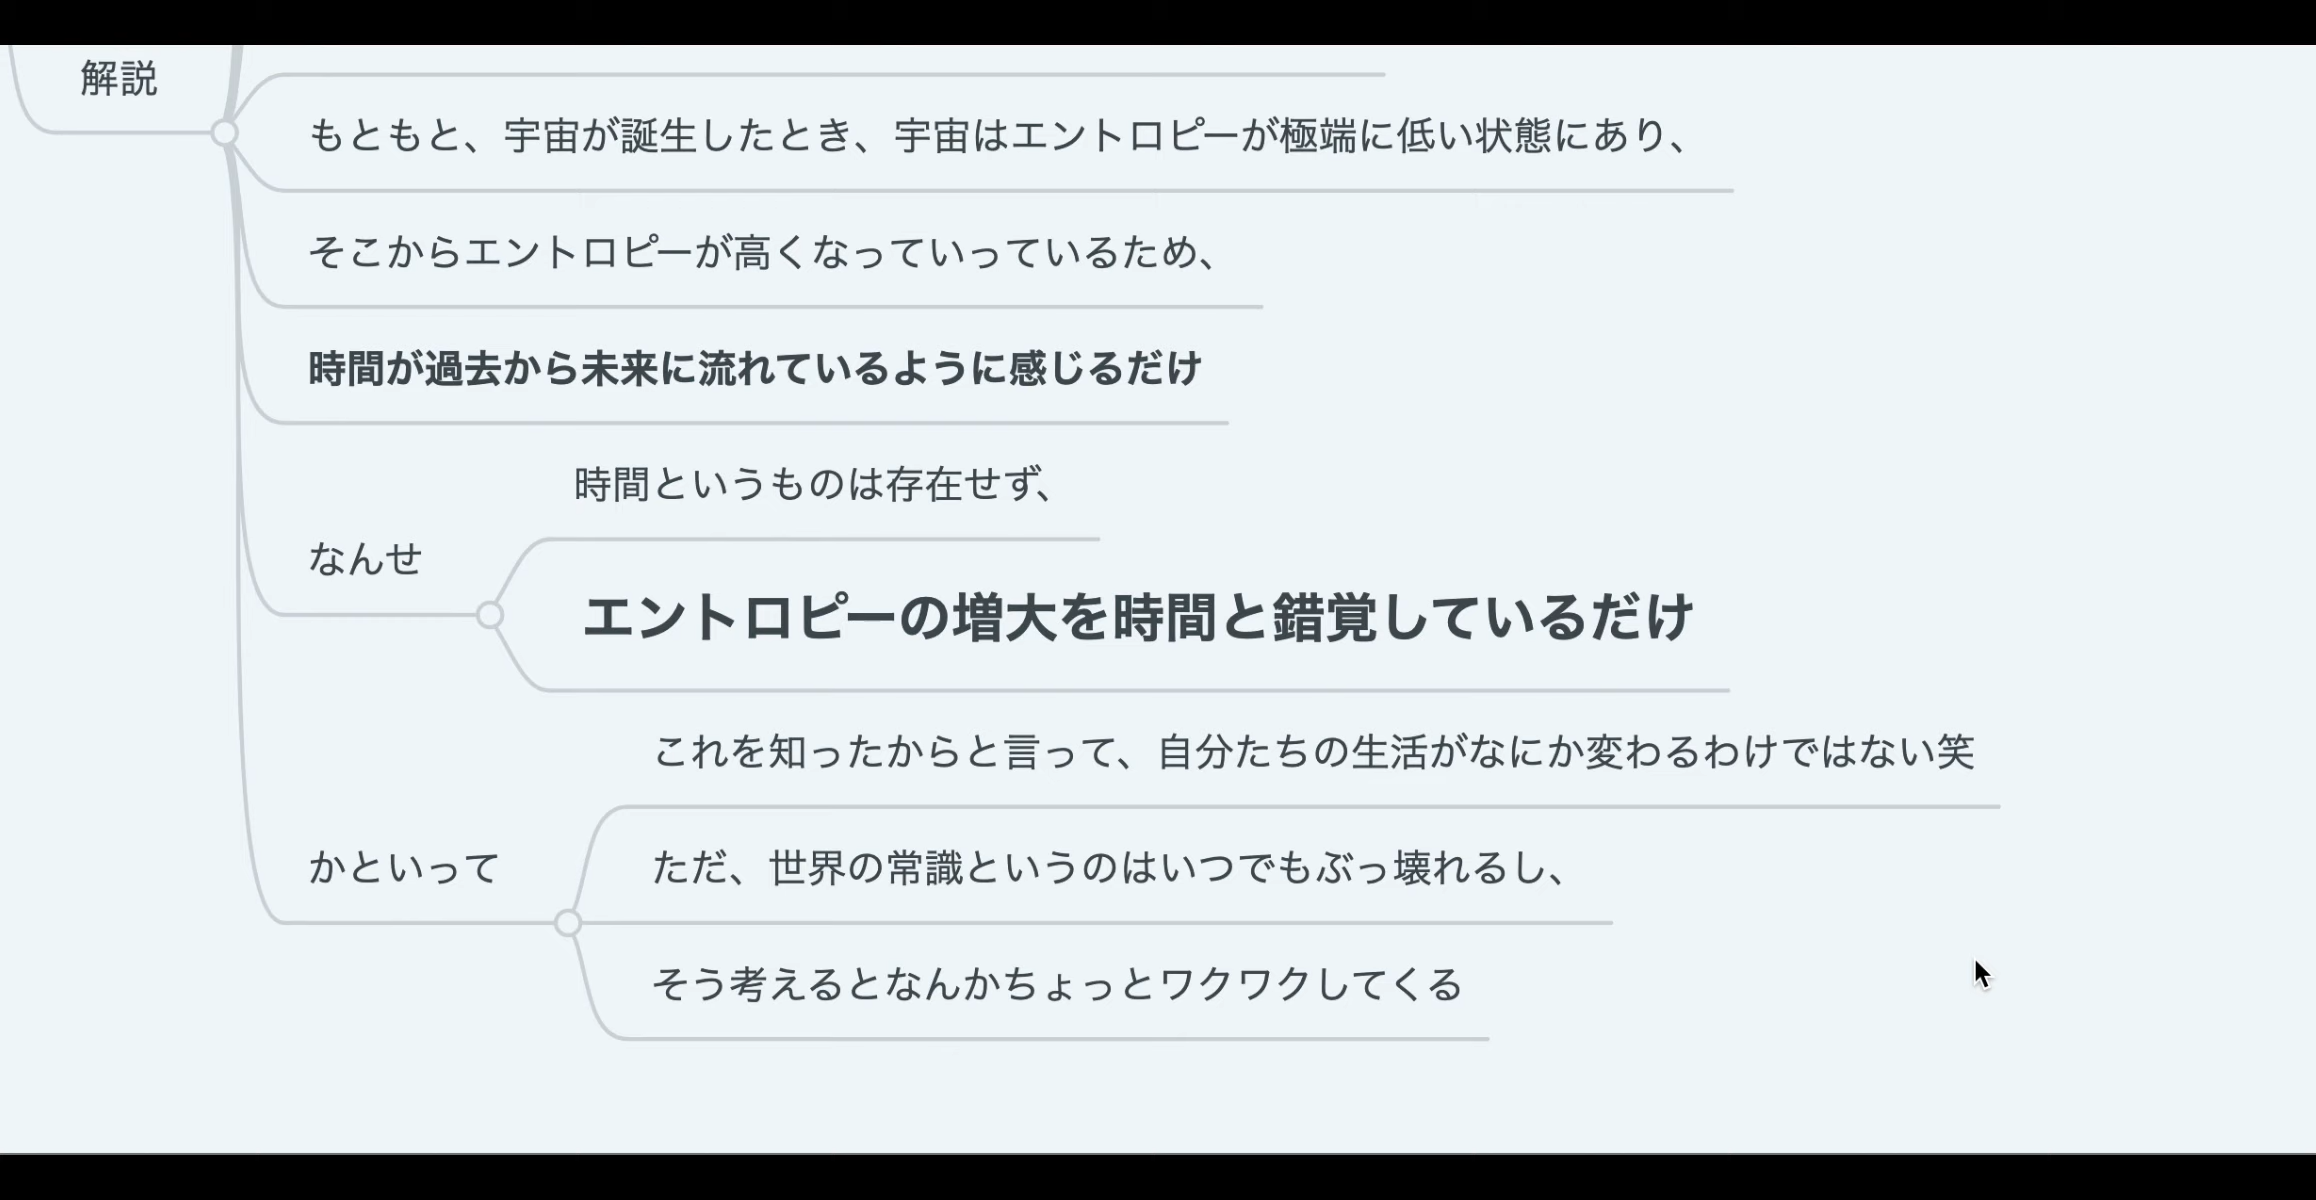 解説
もともと、宇宙が誕生したとき、宇宙はエントロピーが極端に低い状態にあり、
そこからエントロピーが高くなっていっているため、
時間が過去から未来に流れているように感じるだけ
なんせ
時間というものは存在せず、
エントロピーの増大を時間と錯覚しているだけ
かといって
これを知ったからと言って、自分たちの生活がなにか変わるわけではない笑
ただ、世界の常識というのはいつでもぶっ壊れるし、
そう考えるとなんかちょっとワクワクしてくる